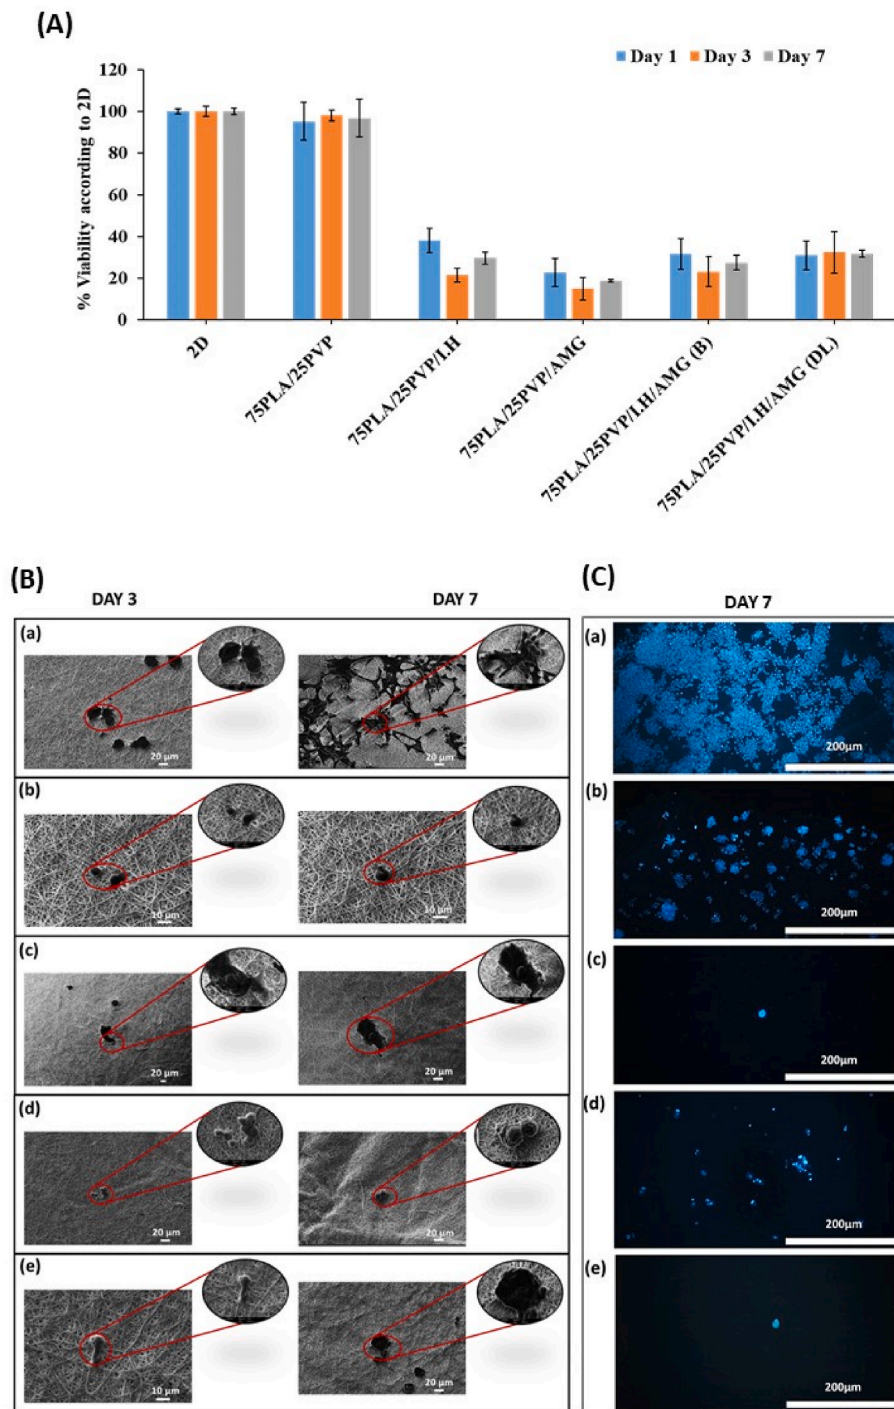 (A)
Day 1 Day 3 Day 7
% Viability according to 2D
120
100
80
60
40
20
0
2D
75PLA/25PVP
75PLA/25PVP/I.H
75PLA/25PVP/AMG
75PLA/25PVP/I.H/AMG (B)
75PLA/25PVP/I.H/AMG (DL)
(B)
DAY 3 DAY 7
(a)
20 µm 20 µm
(b)
10 µm 10 µm
(c)
20 µm 20 µm
(d)
20 µm 20 µm
(e)
10 µm 20 µm
(C)
DAY 7
(a)
200µm
(b)
200µm
(c)
200µm
(d)
200µm
(e)
200µm